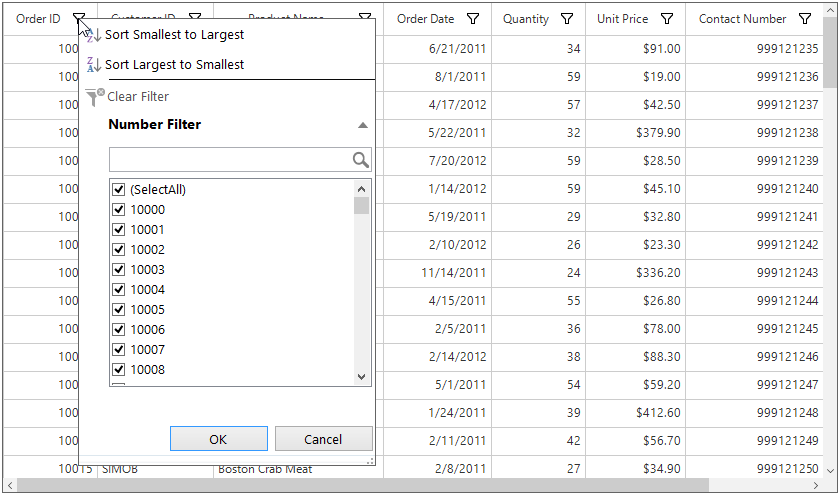 Order ID Customer ID Product Name Order Date Quantity Unit Price Contact Number
Sort Smallest to Largest
Sort Largest to Smallest
Clear Filter
Number Filter
(SelectAll)
10000
10001
10002
10003
10004
10005
10006
10007
10008
OK Cancel
100 6/21/2011 34 $91.00 999121235
100 8/1/2011 59 $19.00 999121236
100 4/17/2012 57 $42.50 999121237
100 5/22/2011 32 $379.90 999121238
100 7/20/2012 59 $28.50 999121239
100 1/14/2012 59 $45.10 999121240
100 5/19/2011 29 $32.80 999121241
100 2/10/2012 26 $23.30 999121242
100 11/14/2011 24 $336.20 999121243
100 4/15/2011 55 $26.80 999121244
100 2/5/2011 36 $78.00 999121245
100 2/14/2012 38 $88.30 999121246
100 5/1/2011 54 $59.20 999121247
100 1/24/2011 39 $412.60 999121248
100 2/11/2011 42 $56.70 999121249
10015 SIMOB Boston Crab Meat 2/8/2011 27 $34.90 999121250